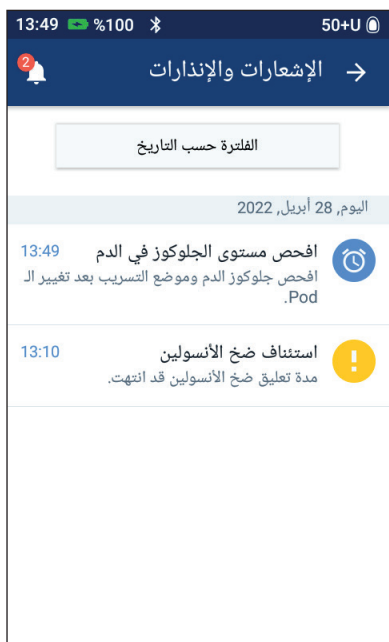 13:49 %100 50+U
الإشعارات والإنذارات 2
الفلترة حسب التاريخ
اليوم, 28 أبريل, 2022
افحص مستوى الجلوكوز في الدم 13:49
افحص جلوكوز الدم وموضع التسريب بعد تغيير الـ
Pod.
استئناف ضخ الأنسولين 13:10
مدة تعليق ضخ الأنسولين قد انتهت.